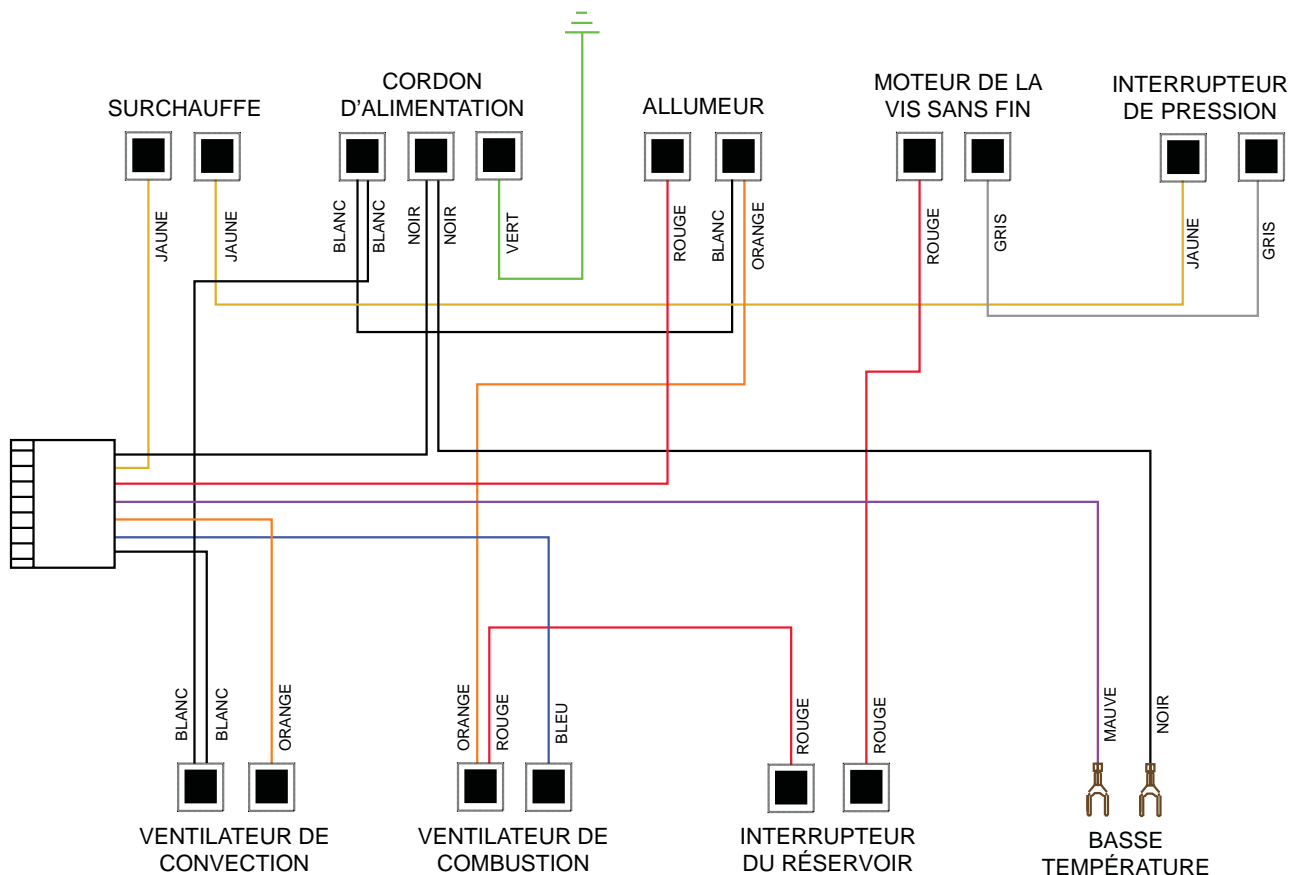 SURCHAUFFE
CORDON
D'ALIMENTATION
ALLUMEUR
MOTEUR DE LA
VIS SANS FIN
INTERRUPTEUR
DE PRESSION
JAUNE
JAUNE
BLANC
BLANC
NOIR
NOIR
VERT
ROUGE
BLANC
ORANGE
ROUGE
GRIS
JAUNE
GRIS
BLANC
BLANC
ORANGE
ORANGE
ROUGE
BLEU
ROUGE
ROUGE
MAUVE
NOIR
VENTILATEUR DE
CONVECTION
VENTILATEUR DE
COMBUSTION
INTERRUPTEUR
DU RÉSERVOIR
BASSE
TEMPÉRATURE